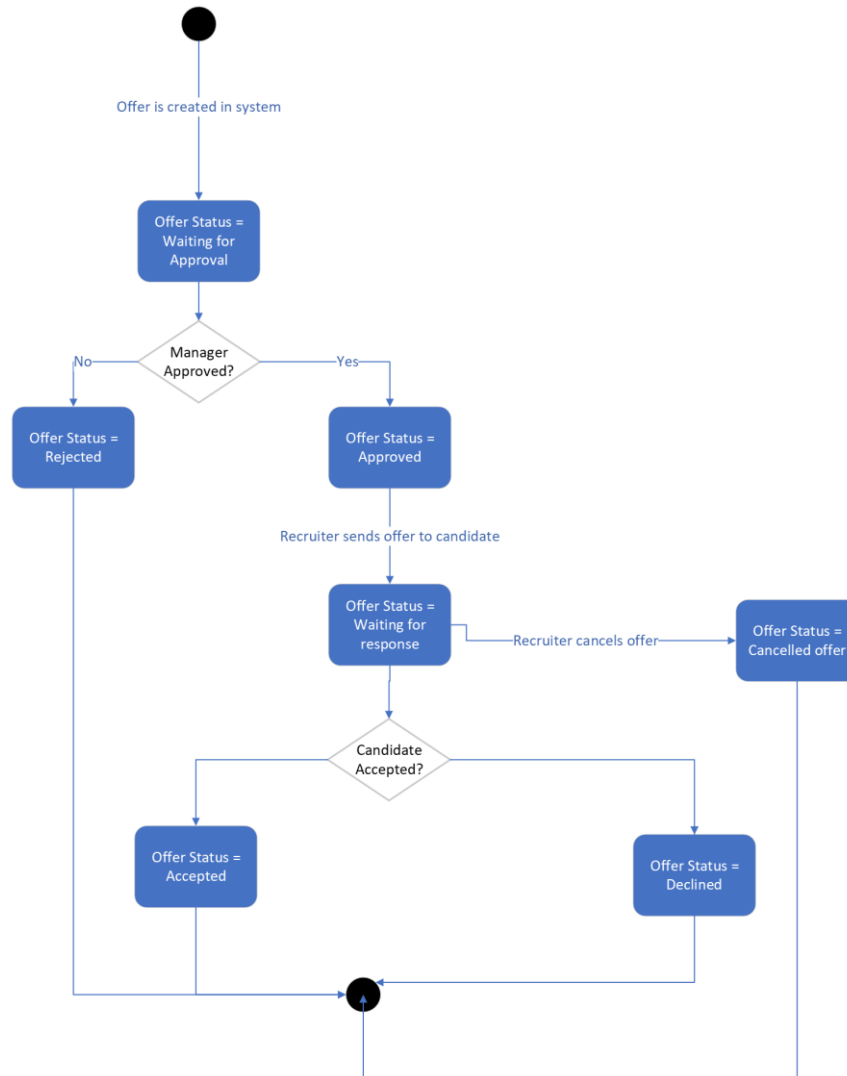 Offer is created in system
Offer Status =
Waiting for
Approval
Manager
Approved?
No
Yes
Offer Status =
Rejected
Offer Status =
Approved
Recruiter sends offer to candidate
Offer Status =
Waiting for
response
Recruiter cancels offer
Offer Status =
Cancelled offer
Candidate
Accepted?
Offer Status =
Accepted
Offer Status =
Declined